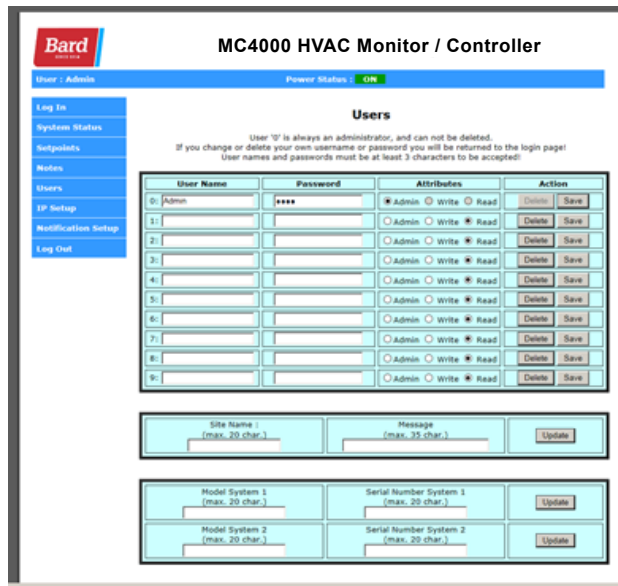 Bard
MC4000 HVAC Monitor / Controller
User : Admin
Power Status : ON
Log In
System Status
Setpoints
Notes
Users
IP Setup
Notification Setup
Log Out
Users
User '0' is always an administrator, and can not be deleted.
If you change or delete your own username or password you will be returned to the login page!
User names and passwords must be at least 3 characters to be accepted!
User Name Password Attributes Action
0: Admin •••• Admin Write Read Delete Save
1: Admin Write Read Delete Save
2: Admin Write Read Delete Save
3: Admin Write Read Delete Save
4: Admin Write Read Delete Save
5: Admin Write Read Delete Save
6: Admin Write Read Delete Save
7: Admin Write Read Delete Save
8: Admin Write Read Delete Save
9: Admin Write Read Delete Save
Site Name :
(max. 20 char.)
Message
(max. 35 char.)
Update
Model System 1
(max. 20 char.)
Serial Number System 1
(max. 20 char.)
Update
Model System 2
(max. 20 char.)
Serial Number System 2
(max. 20 char.)
Update